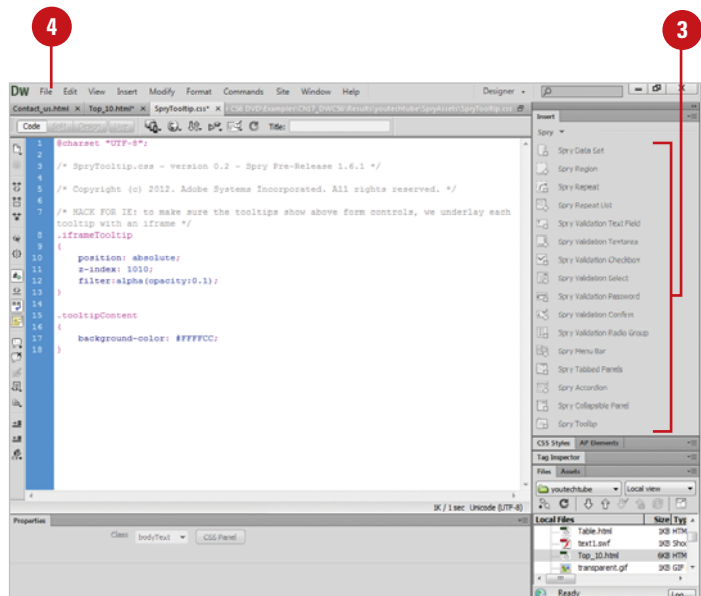 4
3
DW File Edit View Insert Modify Format Commands Site Window Help Designer
Contact_us.html × Top_10.html* × SpryTooltip.css* ×
Code Title:
Insert
Spry
1 @charset "UTF-8";
2
3 /* SpryTooltip.css - version 0.2 - Spry Pre-Release 1.6.1 */
4
5 /* Copyright (c) 2012. Adobe Systems Incorporated. All rights reserved. */
6
7 /* HACK FOR IE: to make sure the tooltips show above form controls, we underlay each
tooltip with an iframe */
8 .iframeTooltip
9 {
10 position: absolute;
11 z-index: 1010;
12 filter:alpha(opacity:0.1);
13 }
14
15 .tooltipContent
16 {
17 background-color: #FFFFCC;
18 }
Spry Data Set
Spry Region
Spry Repeat
Spry Repeat List
Spry Validation Text Field
Spry Validation Textarea
Spry Validation Checkbox
Spry Validation Select
Spry Validation Password
Spry Validation Confirm
Spry Validation Radio Group
Spry Menu Bar
Spry Tabbed Panels
Spry Accordion
Spry Collapsible Panel
Spry Tooltip
1K / 1 sec Unicode (UTF-8)
Properties
Class bodyText CSS Panel
CSS Styles AP Elements
Tag Inspector
Files Assets
youtechtube Local view
Local Files Size Typ
Table.html 1KB HTM
text1.swf 1KB Shoc
Top_10.html 6KB HTM
transparent.gif 1KB GIF
Ready Log...